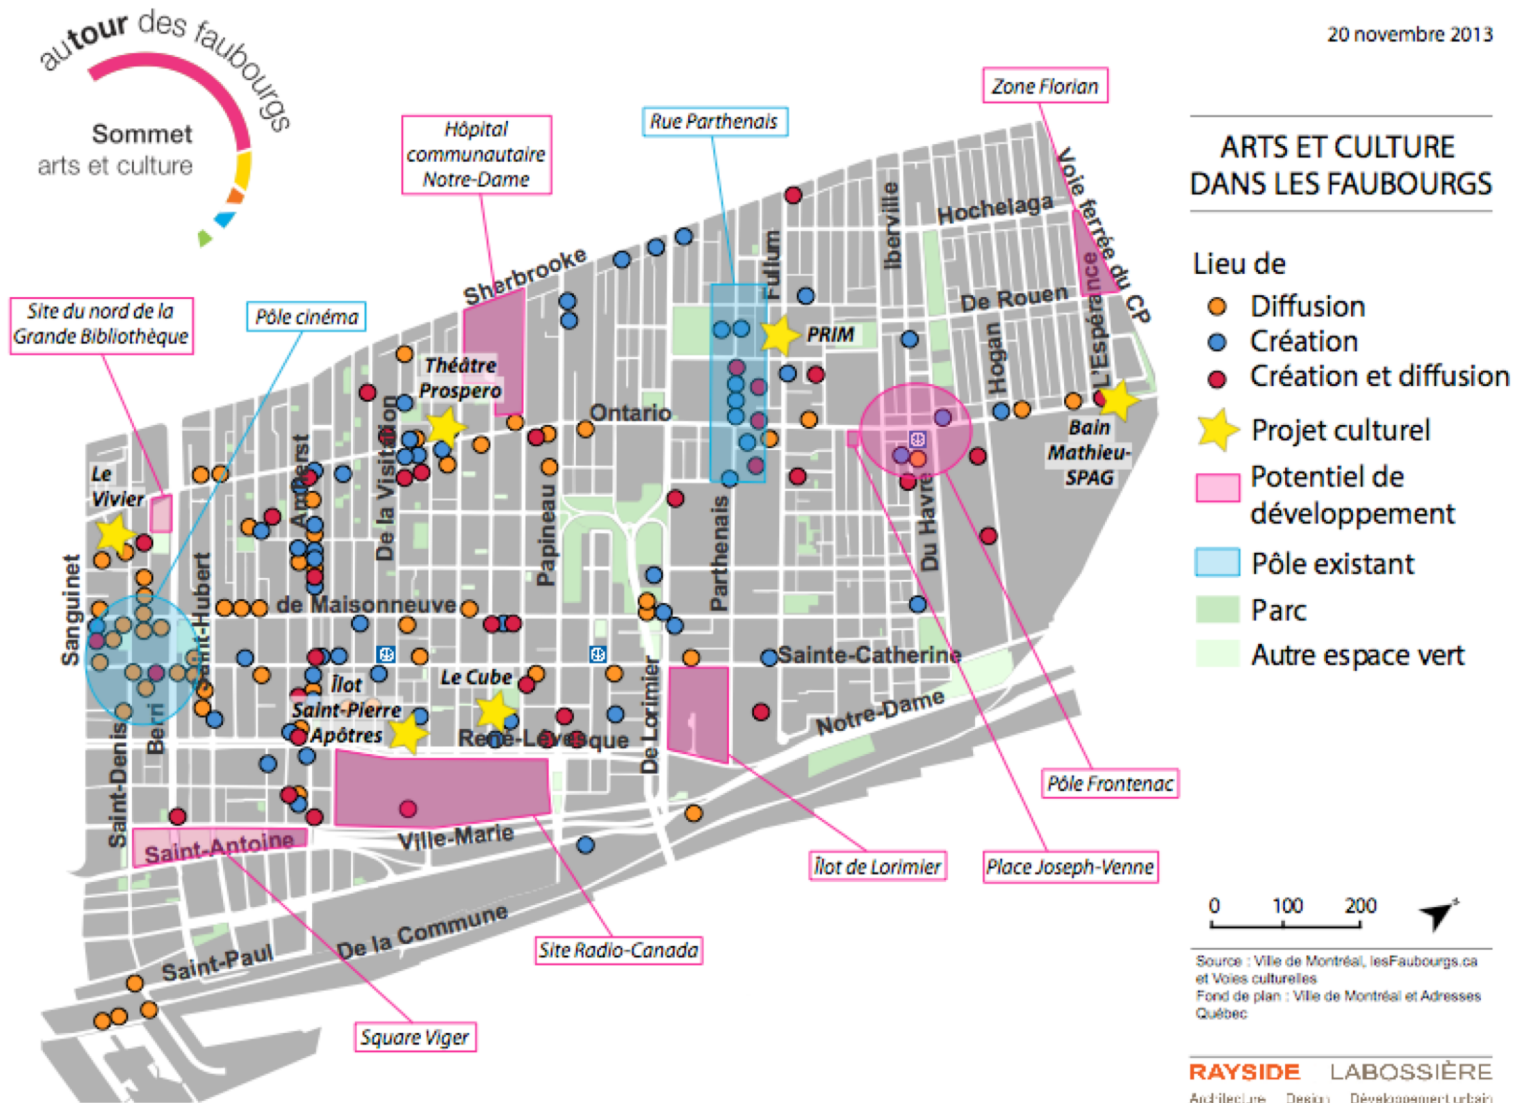 autour des faubourgs
Sommet
arts et culture
20 novembre 2013
ARTS ET CULTURE
DANS LES FAUBOURGS
Lieu de
Diffusion
Création
Création et diffusion
Projet culturel
Potentiel de
développement
Pôle existant
Parc
Autre espace vert
0 100 200
Source : Ville de Montréal, lesFaubourgs.ca
et Voies culturelles
Fond de plan : Ville de Montréal et Adresses
Québec
RAYSIDE LABOSSIÈRE
Architecture Design Développement urbain
Zone Florian
Rue Parthenais
Hôpital
communautaire
Notre-Dame
Site du nord de la
Grande Bibliothèque
Pôle cinéma
Voie ferrée du CP
Hochelaga
Iberville
Fullum
Sherbrooke
De Rouen
L'Espérance
Hogan
PRIM
Théâtre
Prospero
Ontario
Bain
Mathieu-
SPAG
Le
Vivier
Amherst
De la Visitation
Papineau
Parthenais
Du Havre
Sanguinet
Saint-Hubert
de Maisonneuve
Sainte-Catherine
Le Cube
Îlot
Saint-Pierre
Apôtres
De Lorimier
René-Lévesque
Notre-Dame
Saint-Denis
Berri
Pôle Frontenac
Ville-Marie
Saint-Antoine
Îlot de Lorimier
Place Joseph-Venne
De la Commune
Site Radio-Canada
Saint-Paul
Square Viger